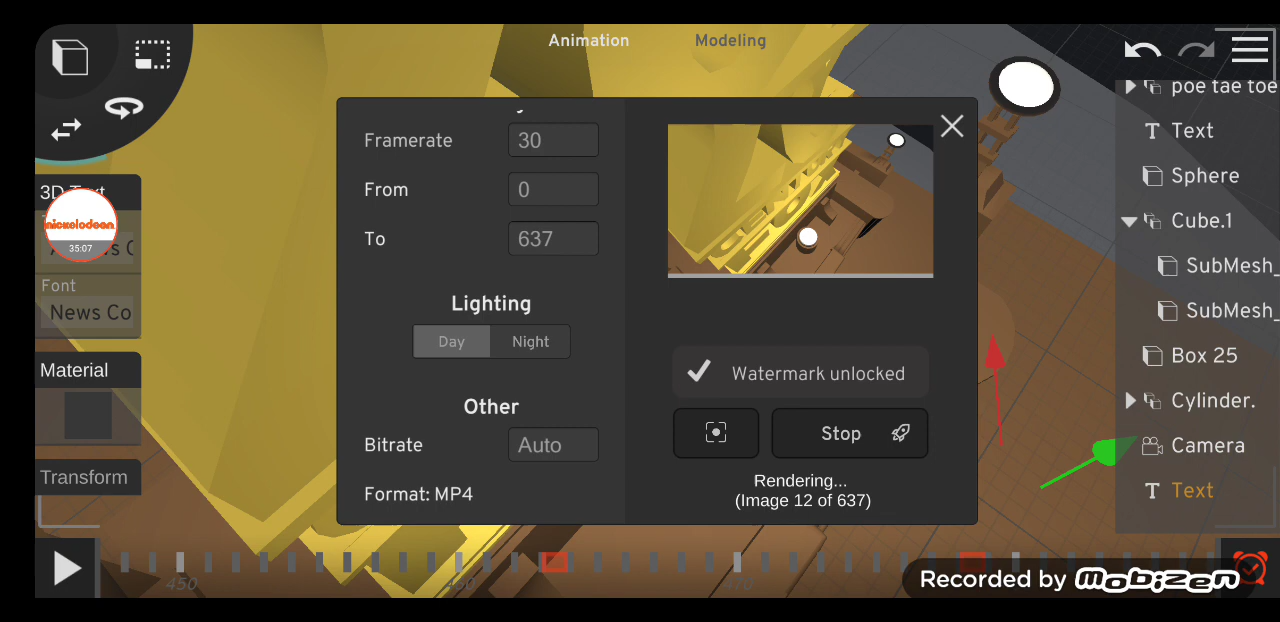 Animation
Modeling
poe tae toe
Text
Sphere
Cube.1
SubMesh_
SubMesh_
Box 25
Cylinder.
Camera
Text
3D Text
nickelodeon
35:07
Font
News Co
Material
Transform
Framerate
30
From
0
To
637
Lighting
Day
Night
Other
Bitrate
Auto
Format: MP4
Watermark unlocked
Stop
Rendering...
(Image 12 of 637)
450
Recorded by mobizen